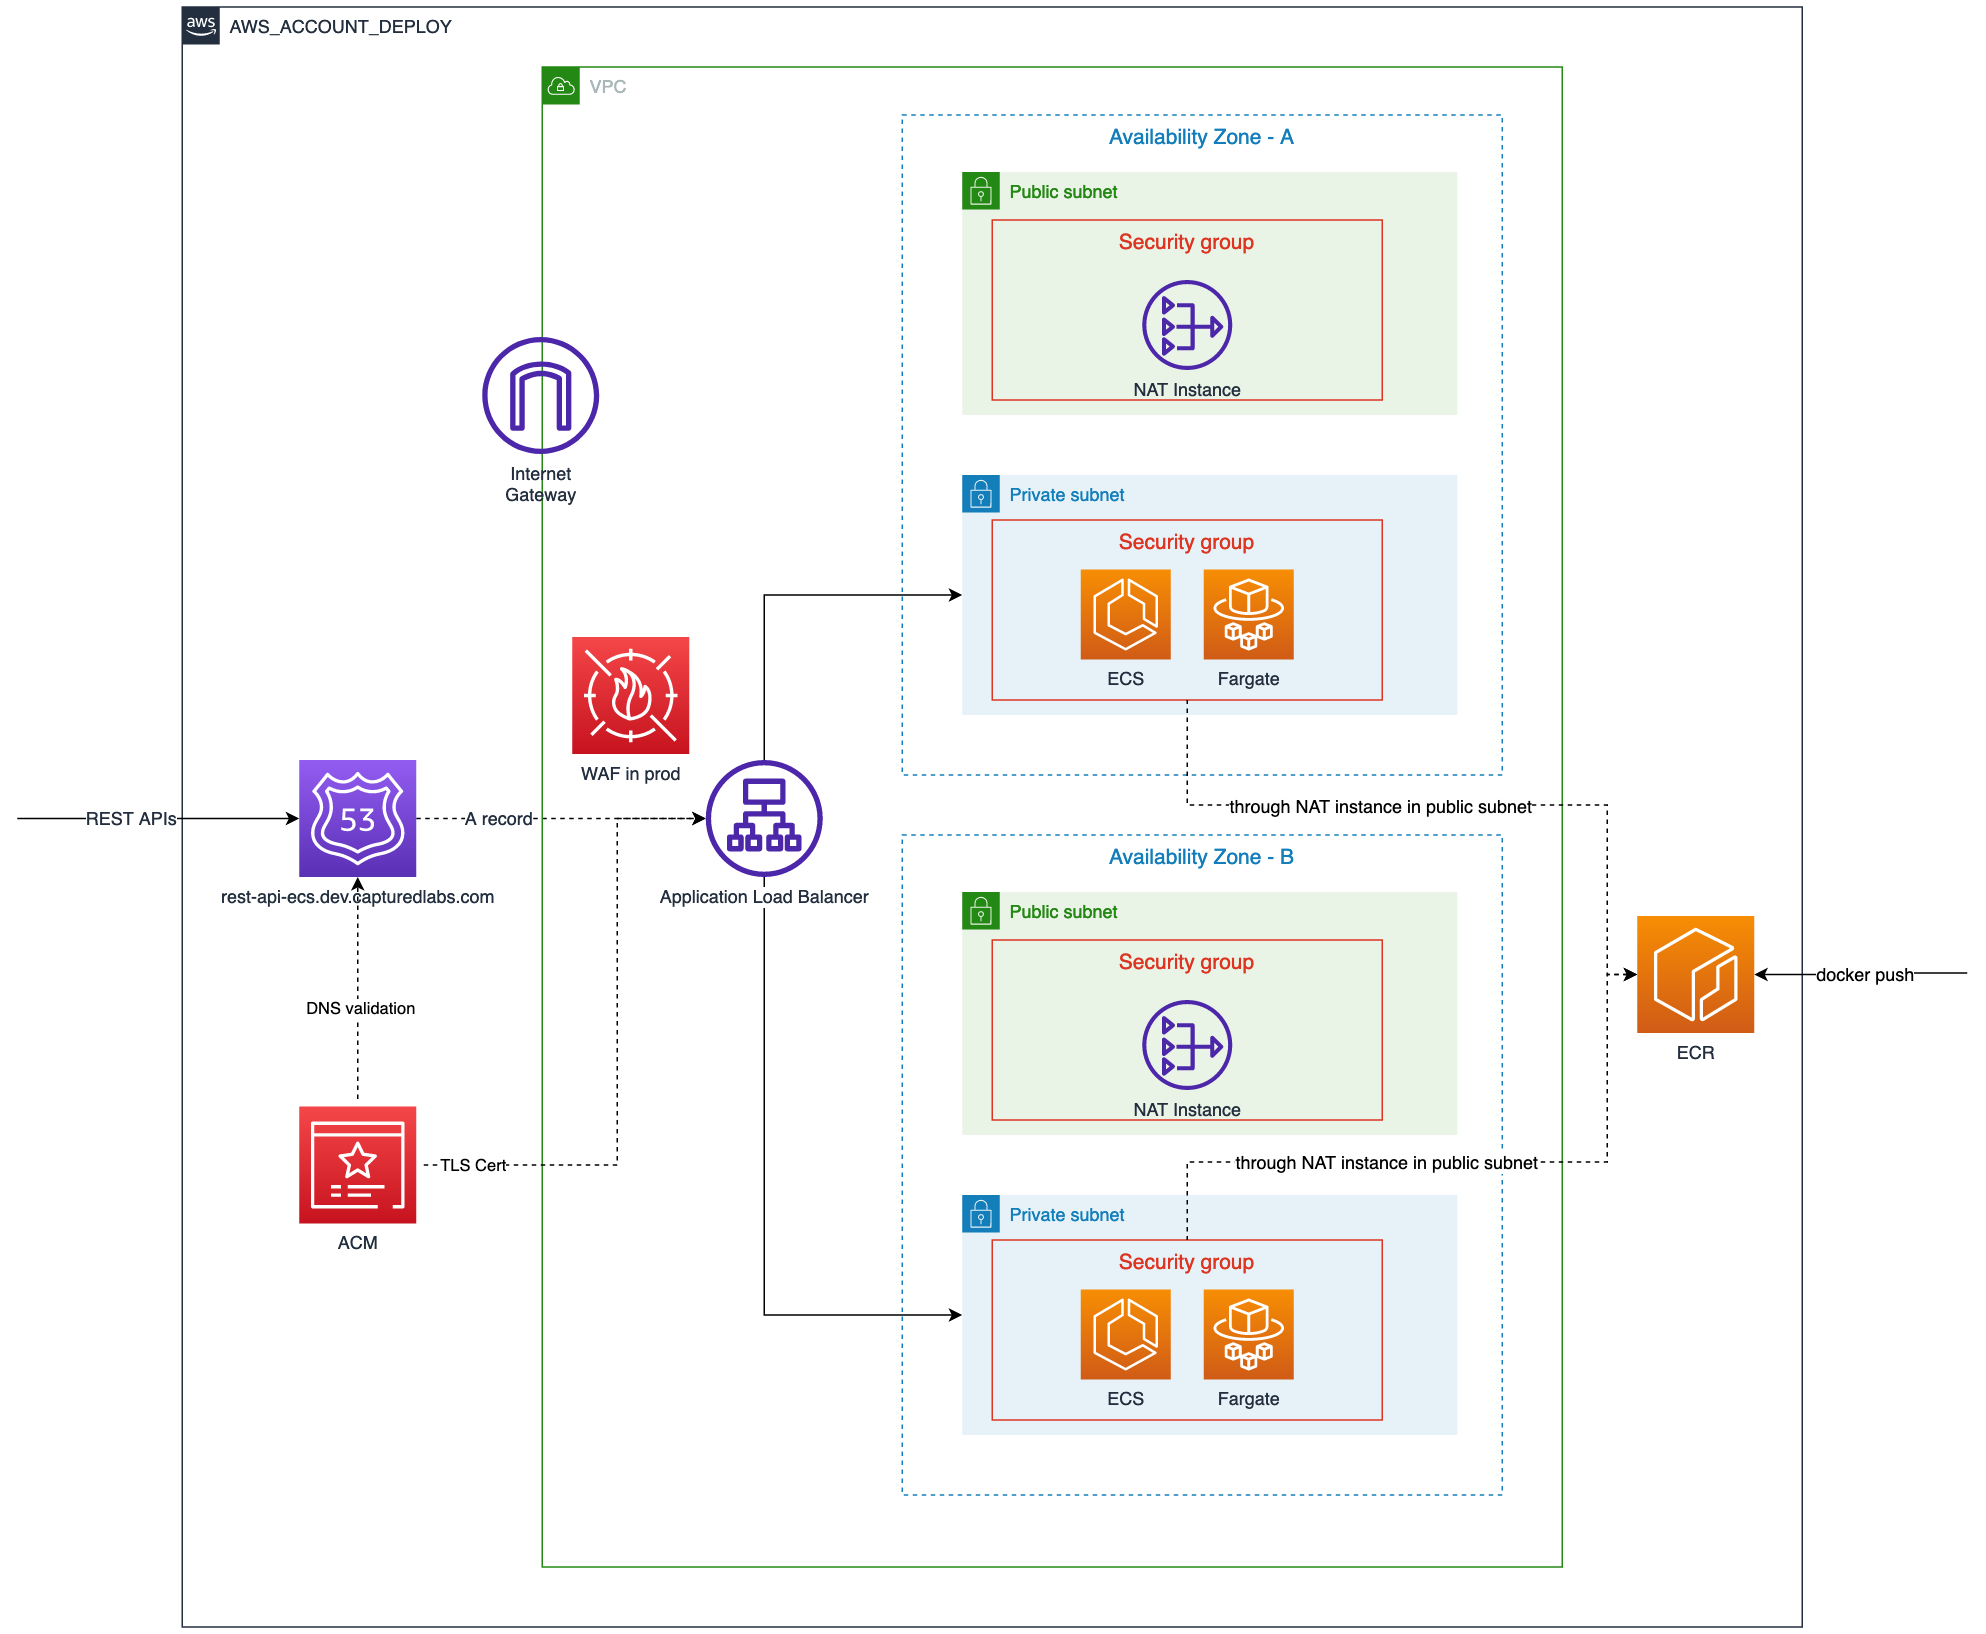 aws
AWS_ACCOUNT_DEPLOY
VPC
Availability Zone - A
Public subnet
Security group
NAT Instance
Internet
Gateway
Private subnet
Security group
ECS
Fargate
WAF in prod
through NAT instance in public subnet
REST APIs
53
A record
rest-api-ecs.dev.capturedlabs.com
Application Load Balancer
Availability Zone - B
Public subnet
Security group
NAT Instance
docker push
ECR
DNS validation
TLS Cert
ACM
through NAT instance in public subnet
Private subnet
Security group
ECS
Fargate